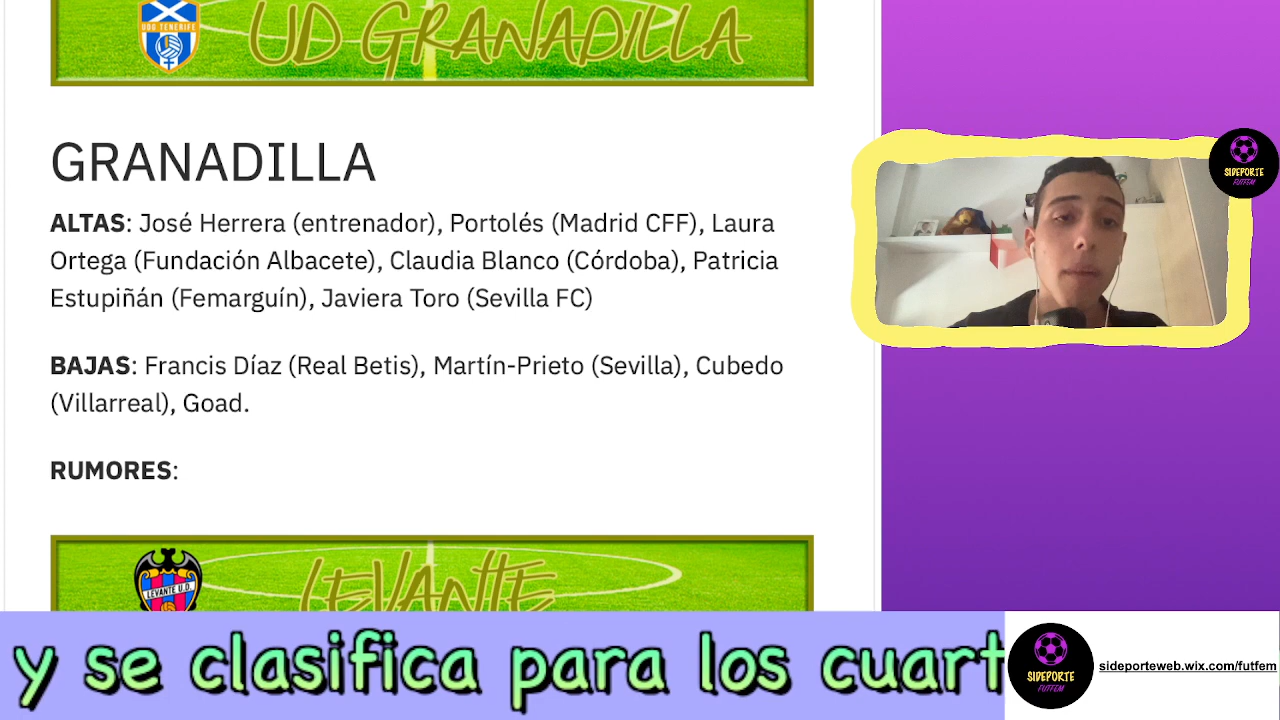 UDG TENERIFE
UD GRANADILLA
GRANADILLA
ALTAS: José Herrera (entrenador), Portolés (Madrid CFF), Laura
Ortega (Fundación Albacete), Claudia Blanco (Córdoba), Patricia
Estupiñán (Femarguín), Javiera Toro (Sevilla FC)
BAJAS: Francis Díaz (Real Betis), Martín-Prieto (Sevilla), Cubedo
(Villarreal), Goad.
RUMORES:
SIDEPORTE
FUTFEM
LEVANTE U.D.
LEVANTE
y se clasifica para los cuart
SIDEPORTE
FUTFEM
sideporteweb.wix.com/futfem